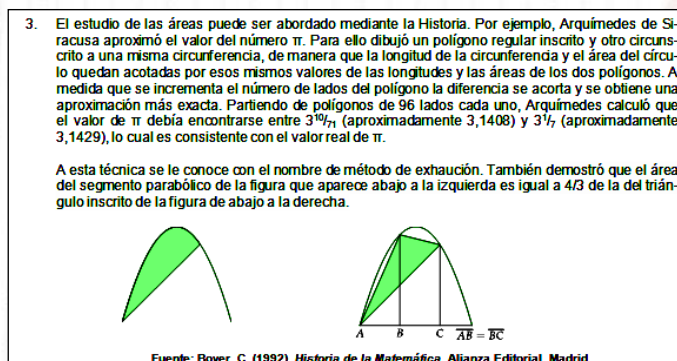 3. El estudio de las áreas puede ser abordado mediante la Historia. Por ejemplo, Arquímedes de Si-
racusa aproximó el valor del número π. Para ello dibujó un polígono regular inscrito y otro circuns-
crito a una misma circunferencia, de manera que la longitud de la circunferencia y el área del círcu-
lo quedan acotadas por esos mismos valores de las longitudes y las áreas de los dos polígonos. A
medida que se incrementa el número de lados del polígono la diferencia se acorta y se obtiene una
aproximación más exacta. Partiendo de polígonos de 96 lados cada uno, Arquímedes calculó que
el valor de π debía encontrarse entre 3¹⁰/₇₁ (aproximadamente 3,1408) y 3¹/₇ (aproximadamente
3,1429), lo cual es consistente con el valor real de π.
A esta técnica se le conoce con el nombre de método de exhaución. También demostró que el área
del segmento parabólico de la figura que aparece abajo a la izquierda es igual a 4/3 de la del trián-
gulo inscrito de la figura de abajo a la derecha.
A B C A̅B̅ = B̅C̅
Fuente: Boyer, C. (1992). Historia de la Matemática. Alianza Editorial. Madrid